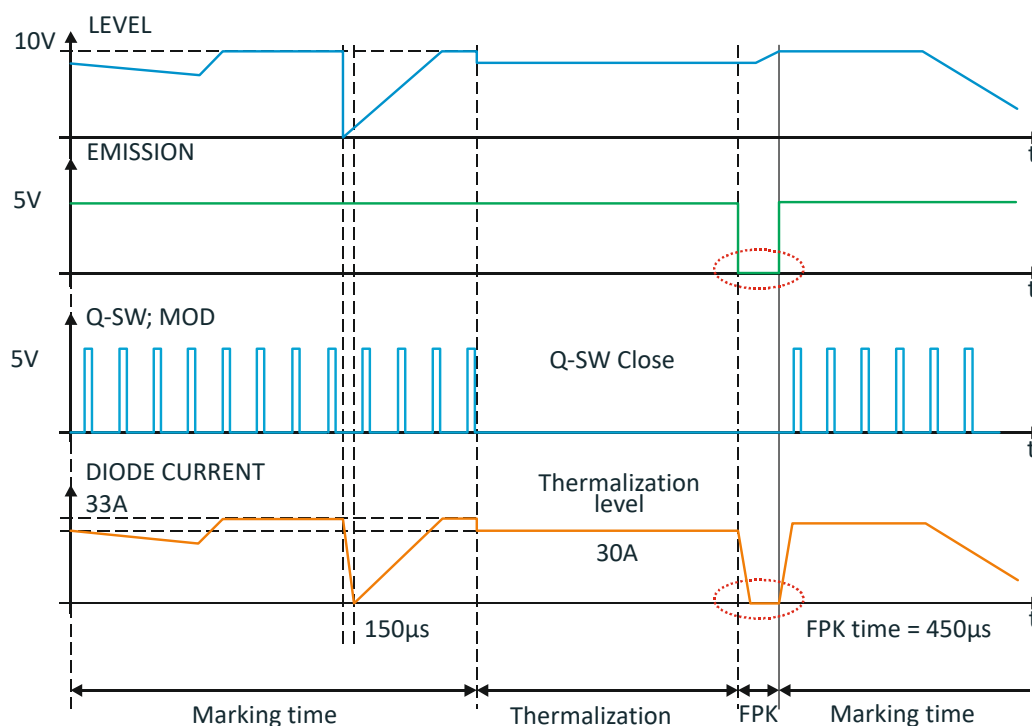 LEVEL
10V
t
EMISSION
5V
t
Q-SW; MOD
5V
Q-SW Close
t
DIODE CURRENT
33A
Thermalization
level
30A
t
150µs
FPK time = 450µs
Marking time
Thermalization
FPK
Marking time